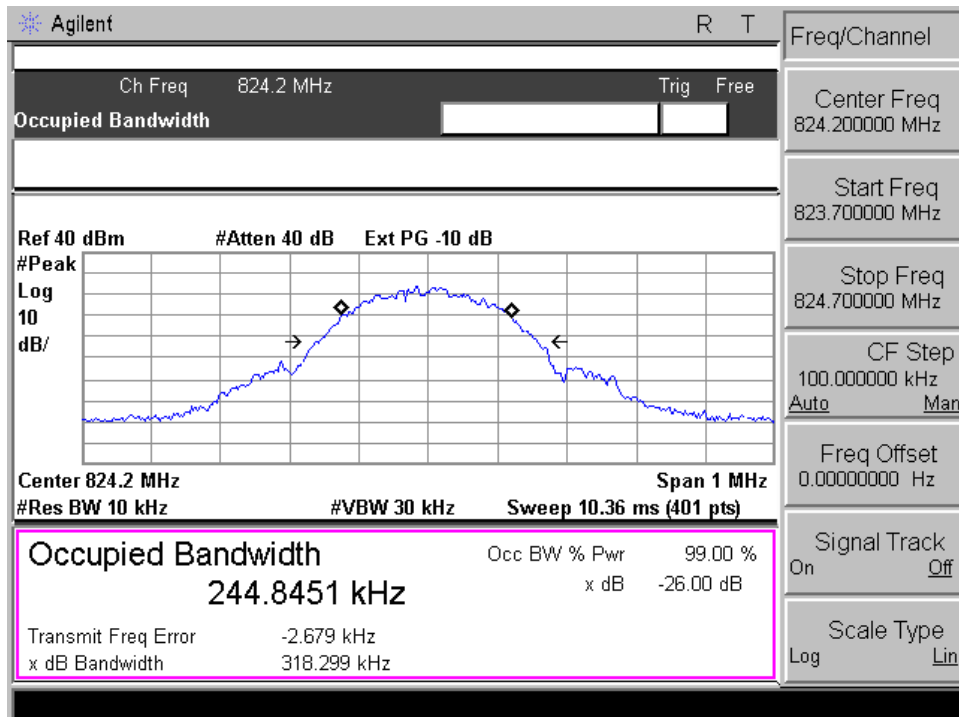 Agilent R T
Ch Freq 824.2 MHz Trig Free
Occupied Bandwidth
Ref 40 dBm #Atten 40 dB Ext PG -10 dB
#Peak
Log
10
dB/
Center 824.2 MHz Span 1 MHz
#Res BW 10 kHz #VBW 30 kHz Sweep 10.36 ms (401 pts)
Occupied Bandwidth Occ BW % Pwr 99.00 %
244.8451 kHz x dB -26.00 dB
Transmit Freq Error -2.679 kHz
x dB Bandwidth 318.299 kHz
Freq/Channel
Center Freq
824.200000 MHz
Start Freq
823.700000 MHz
Stop Freq
824.700000 MHz
CF Step
100.000000 kHz
Auto Man
Freq Offset
0.00000000 Hz
Signal Track
On Off
Scale Type
Log Lin